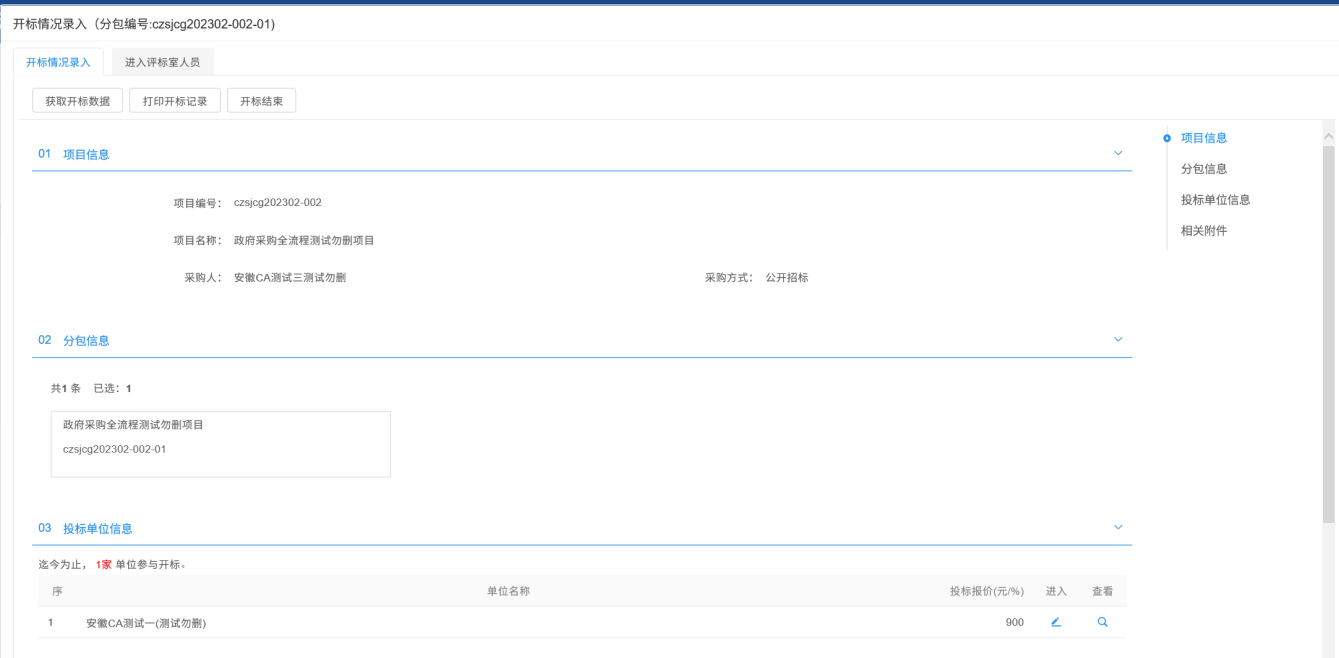 开标情况录入（分包编号:czsjcg202302-002-01)
开标情况录入 进入评标室人员
获取开标数据 打印开标记录 开标结束
01 项目信息
项目编号： czsjcg202302-002
项目名称： 政府采购全流程测试勿删项目
采购人： 安徽CA测试三测试勿删 采购方式： 公开招标
02 分包信息
共1 条 已选：1
政府采购全流程测试勿删项目
czsjcg202302-002-01
03 投标单位信息
迄今为止， 1家 单位参与开标。
序 单位名称 投标报价(元/%) 进入 查看
1 安徽CA测试一(测试勿删) 900
项目信息
分包信息
投标单位信息
相关附件